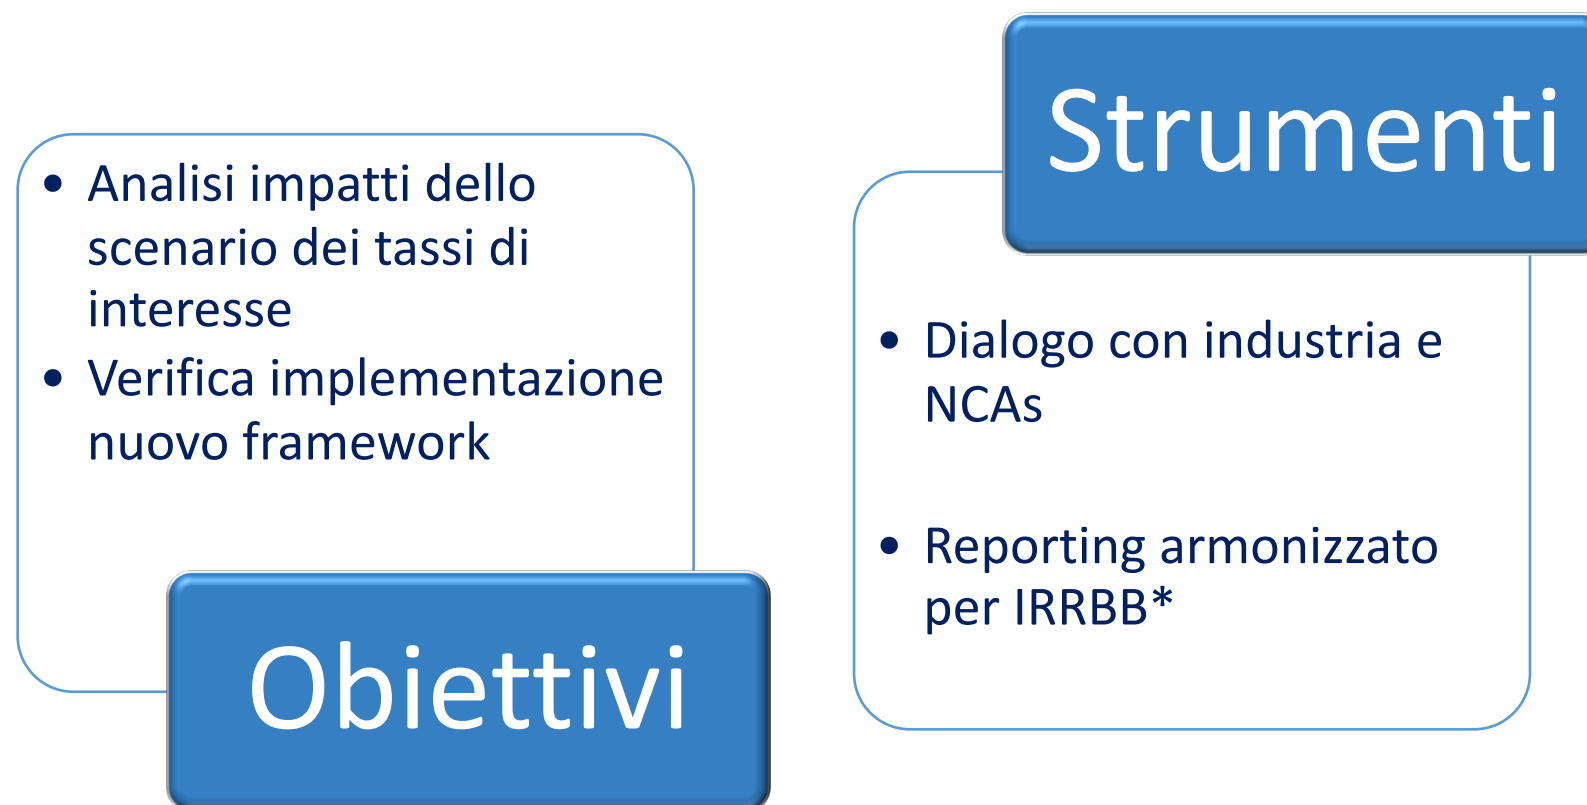 • Analisi impatti dello
scenario dei tassi di
interesse
• Verifica implementazione
nuovo framework
Obiettivi
Strumenti
• Dialogo con industria e
NCAs
• Reporting armonizzato
per IRRBB*